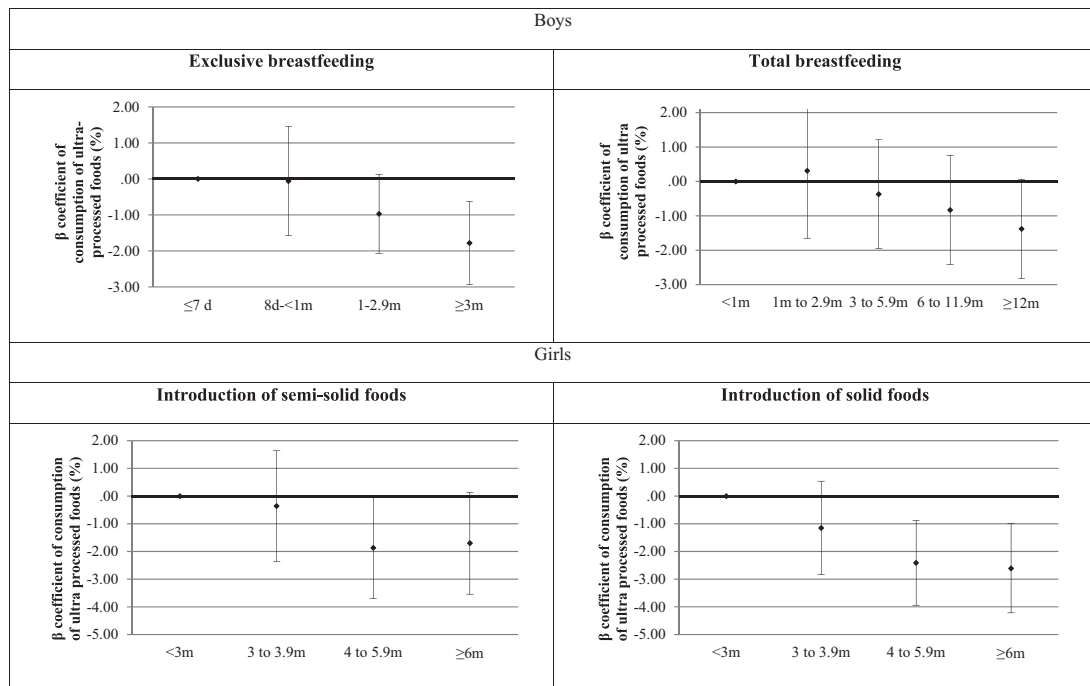 Boys
Exclusive breastfeeding
Total breastfeeding
β coefficient of
consumption of ultra-
processed foods (%)
2.00
1.00
.00
-1.00
-2.00
-3.00
≤7 d
8d-<1m
1-2.9m
≥3m
β coefficient of
consumption of ultra
processed foods (%)
2.00
1.00
.00
-1.00
-2.00
-3.00
<1m
1m to 2.9m
3 to 5.9m
6 to 11.9m
≥12m
Girls
Introduction of semi-solid foods
Introduction of solid foods
β coefficient of consumption
of ultra processed foods (%)
2.00
1.00
.00
-1.00
-2.00
-3.00
-4.00
-5.00
<3m
3 to 3.9m
4 to 5.9m
≥6m
β coefficient of consumption
of ultra processed foods (%)
2.00
1.00
.00
-1.00
-2.00
-3.00
-4.00
-5.00
<3m
3 to 3.9m
4 to 5.9m
≥6m